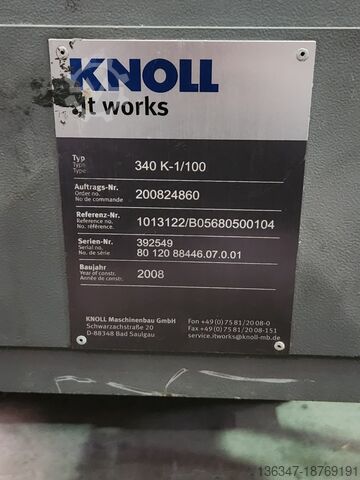 KNOLL
.It works
Typ
Type
Type
340 K-1/100
Auftrags-Nr.
Order no
No de commande
200824860
Referenz-Nr.
Reference no
No. référence.
1013122/B05680500104
Serien-Nr.
Serial no.
No. de série
392549
80 120 88446.07.0.01
Baujahr
Year of constr.
Année de constr.
2008
KNOLL Maschinenbau GmbH
Schwarzachstraße 20
D-88348 Bad Saulgau
Fon +49 (0) 75 81/20 08-0
Fax +49 (0) 75 81/20 08-151
service.itworks@knoll-mb.de
136347-18769191